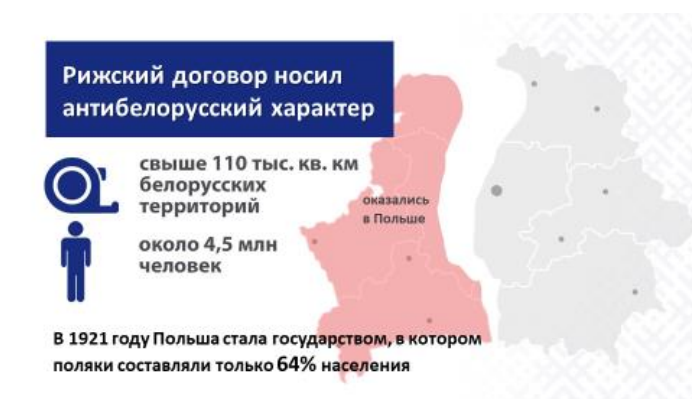 Рижский договор носил
антибелорусский характер
свыше 110 тыс. кв. км
белорусских
территорий
около 4,5 млн
человек
оказались
в Польше
В 1921 году Польша стала государством, в котором
поляки составляли только 64% населения